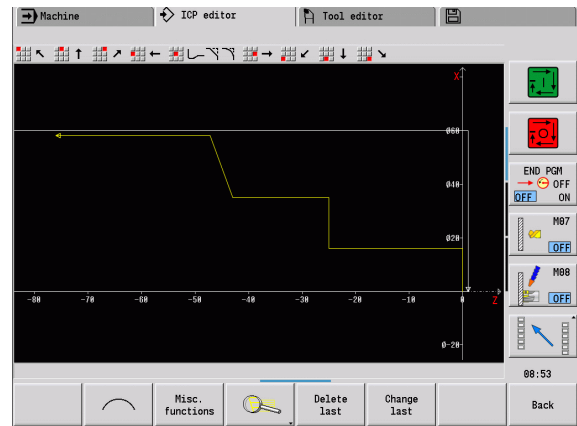 Machine
ICP editor
Tool editor
X
Ø60
Ø40
Ø20
-80
-70
-60
-50
-40
-30
-20
-10
0
Z
Ø-20
END PGM
OFF
OFF ON
M07
OFF
M08
OFF
08:53
Misc.
functions
Delete
last
Change
last
Back